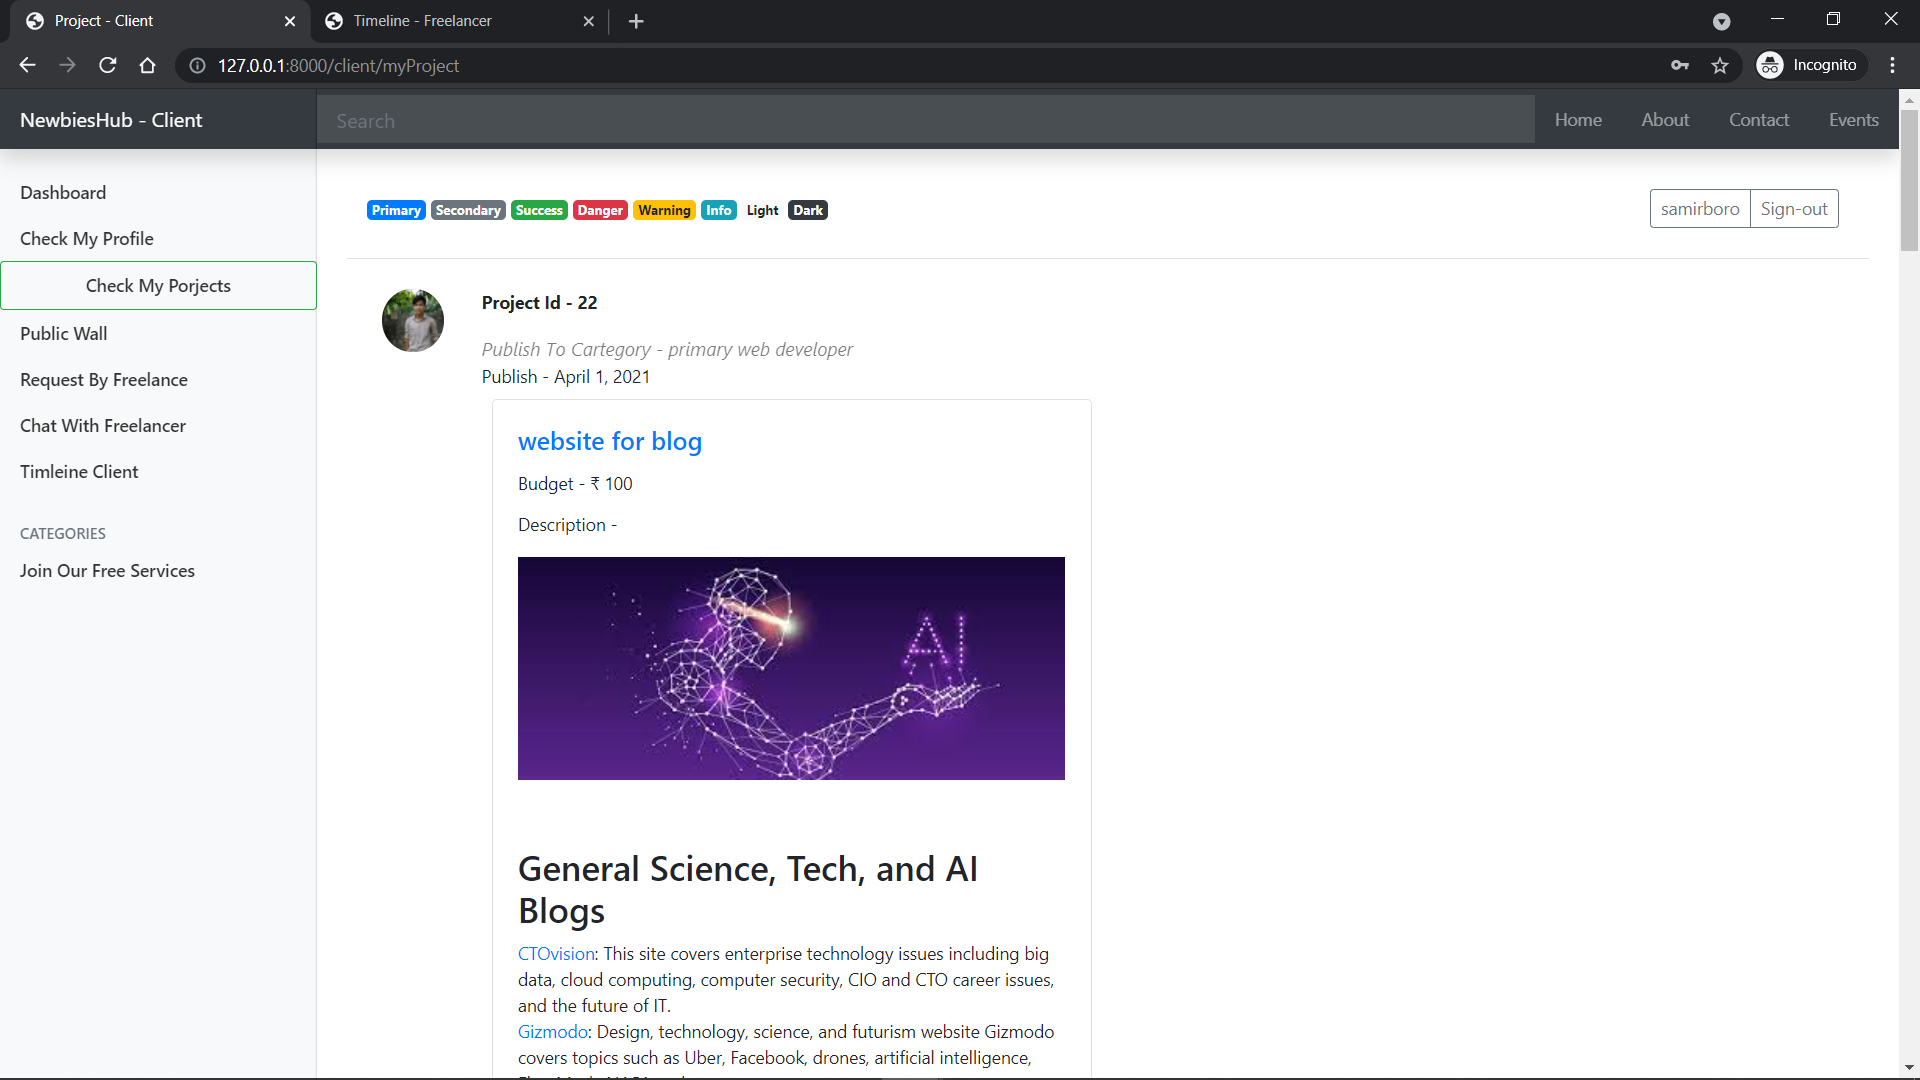 Project - Client
Timeline - Freelancer
127.0.0.1:8000/client/myProject
Incognito
NewbiesHub - Client
Search
Home
About
Contact
Events
Dashboard
Check My Profile
Check My Porjects
Public Wall
Request By Freelance
Chat With Freelancer
Timleine Client
CATEGORIES
Join Our Free Services
Primary Secondary Success Danger Warning Info Light Dark
samirboro Sign-out
Project Id - 22
Publish To Cartegory - primary web developer
Publish - April 1, 2021
website for blog
Budget - ₹ 100
Description -
AI
General Science, Tech, and AI
Blogs
CTOvision: This site covers enterprise technology issues including big
data, cloud computing, computer security, CIO and CTO career issues,
and the future of IT.
Gizmodo: Design, technology, science, and futurism website Gizmodo
covers topics such as Uber, Facebook, drones, artificial intelligence,